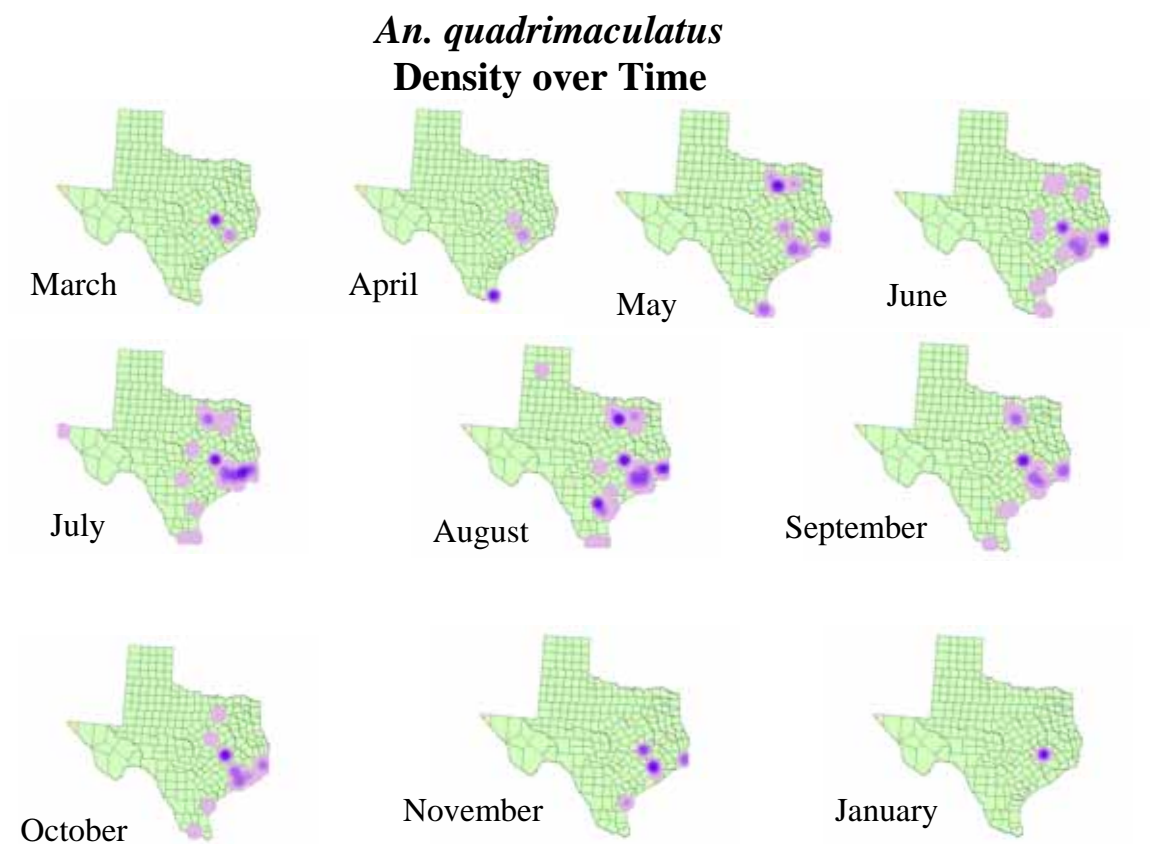 An. quadrimaculatus
Density over Time
March
April
May
June
July
August
September
October
November
January